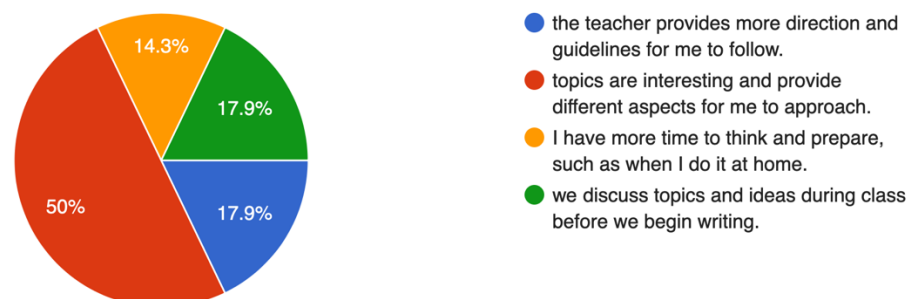 14.3%
17.9%
50%
17.9%
the teacher provides more direction and
guidelines for me to follow.
topics are interesting and provide
different aspects for me to approach.
I have more time to think and prepare,
such as when I do it at home.
we discuss topics and ideas during class
before we begin writing.